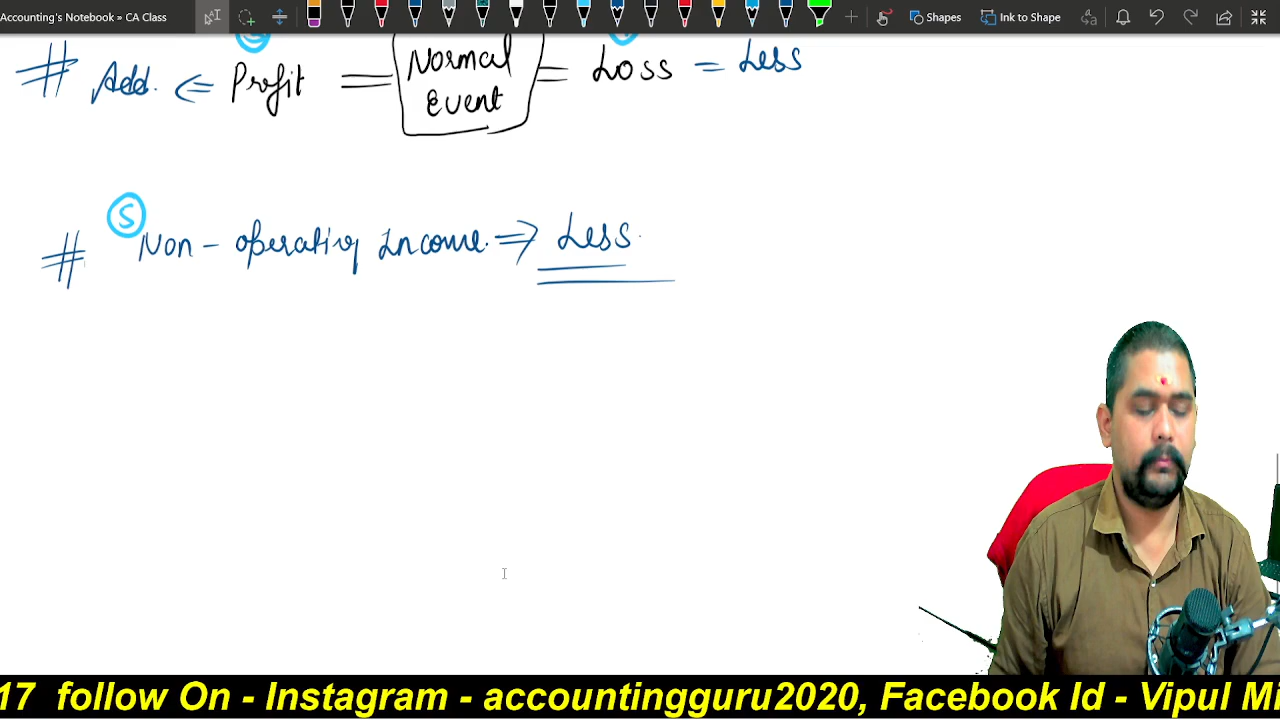 Accounting's Notebook » CA Class
Shapes
Ink to Shape
# Add. ⇐ Profit = Normal Event = Loss = Less
(5)
# Non-operating Income. ⇒ Less.
17 follow On - Instagram - accountingguru2020, Facebook Id - Vipul Mi